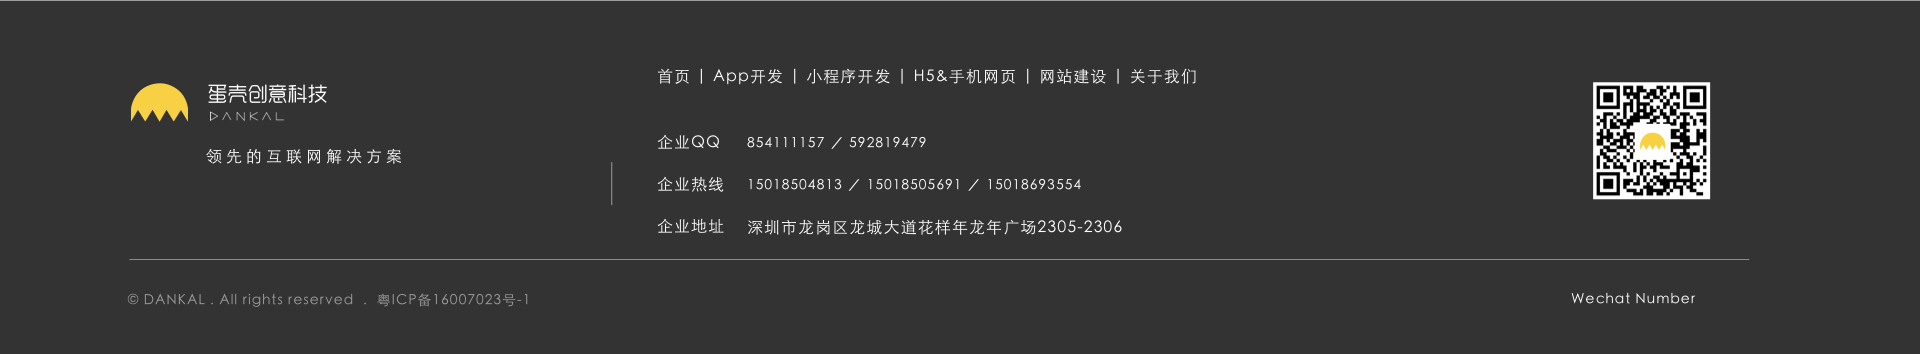 蛋壳创意科技
DANKAL
领先的互联网解决方案
首页 | App开发 | 小程序开发 | H5&手机网页 | 网站建设 | 关于我们
企业QQ 854111157 / 592819479
企业热线 15018504813 / 15018505691 / 15018693554
企业地址 深圳市龙岗区龙城大道花样年龙年广场2305-2306
© DANKAL . All rights reserved . 粤ICP备16007023号-1
Wechat Number